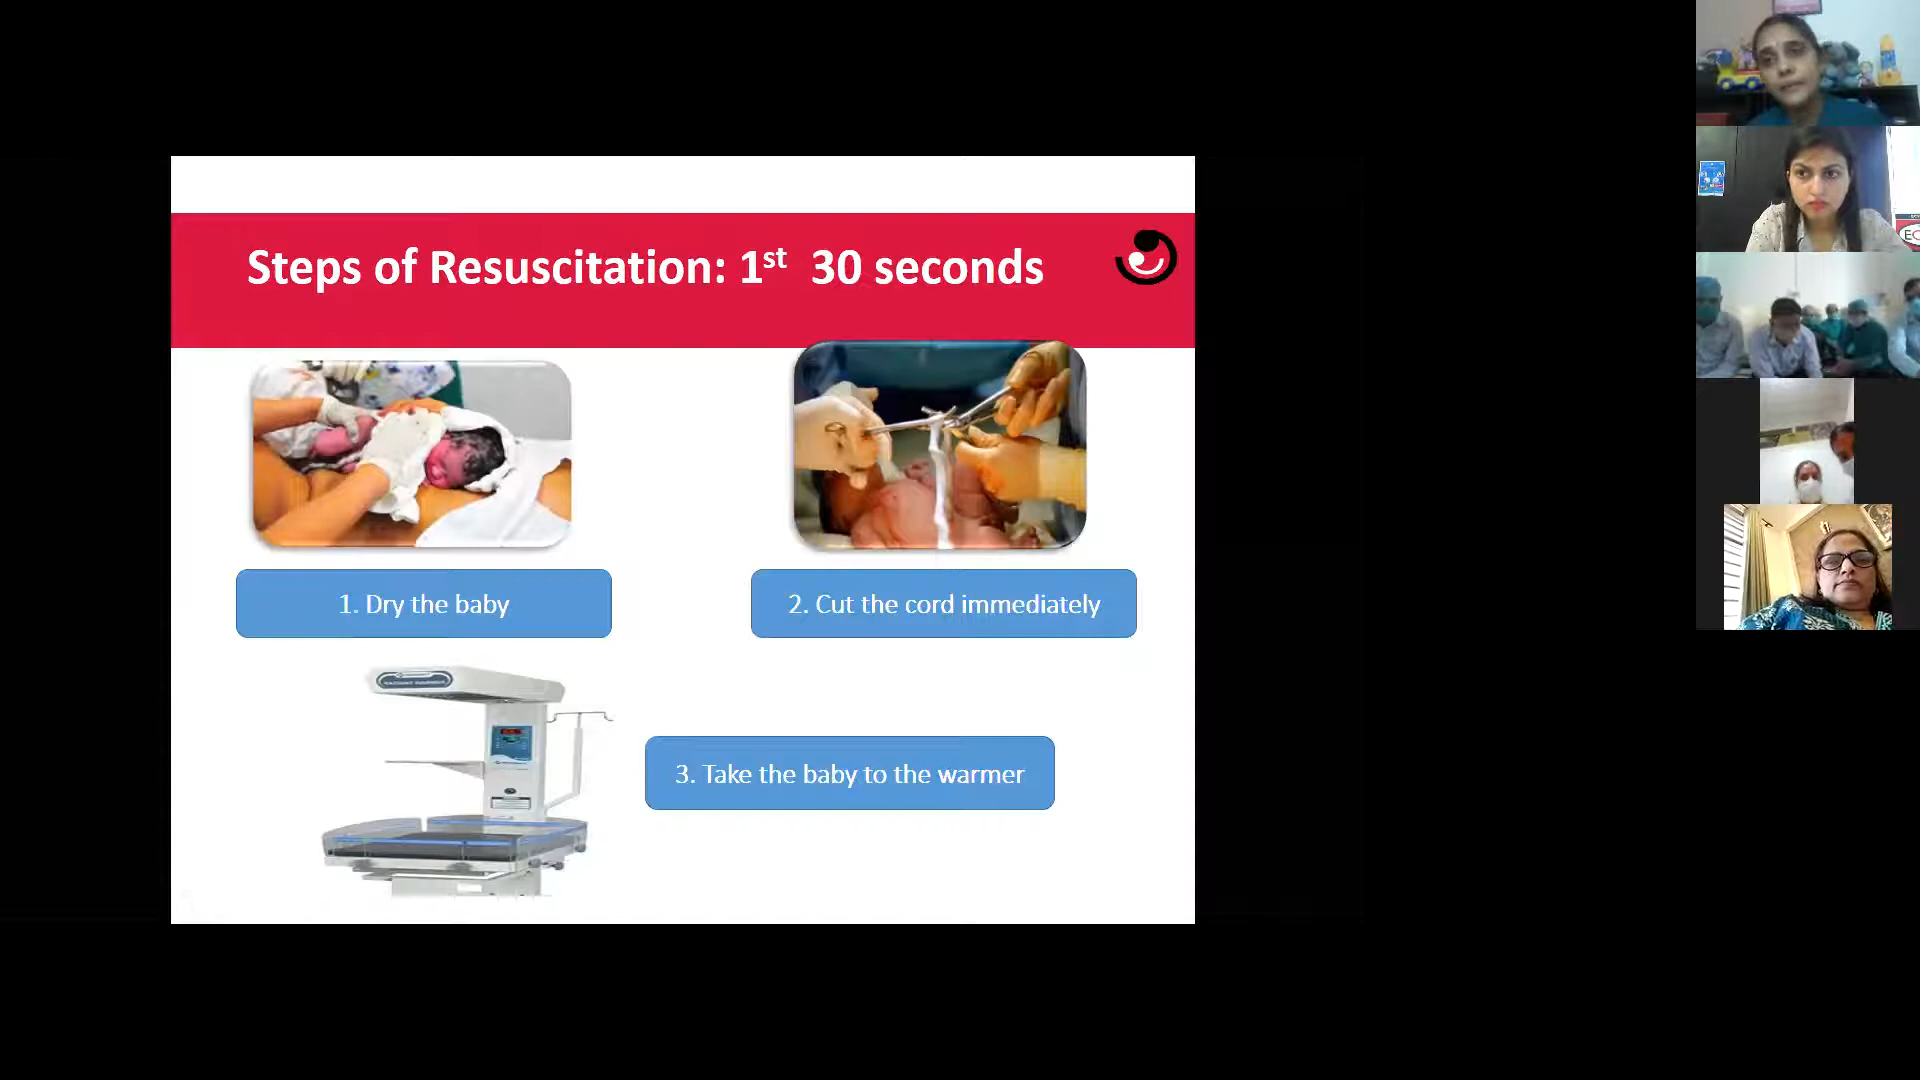 Steps of Resuscitation: 1st 30 seconds
1. Dry the baby
2. Cut the cord immediately
3. Take the baby to the warmer
EC